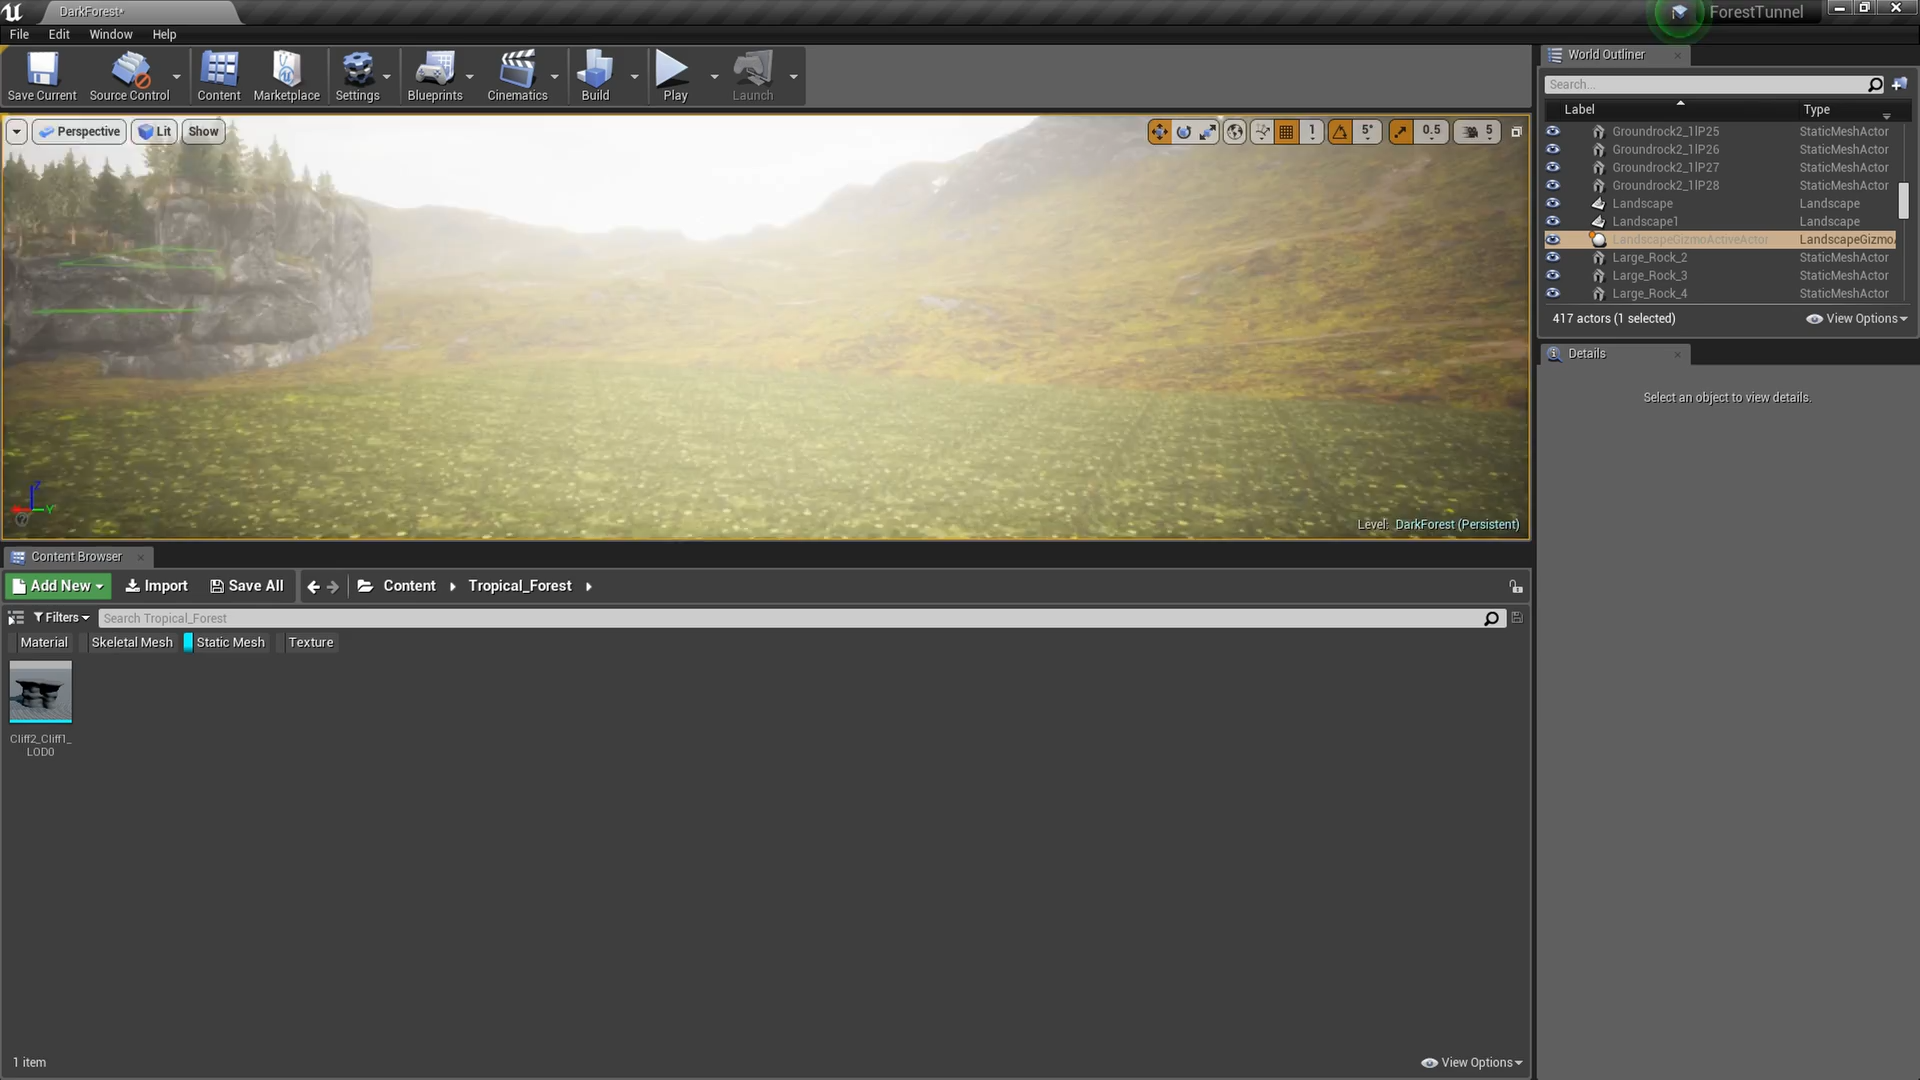 DarkForest•
ForestTunnel
File Edit Window Help
Save Current Source Control Content Marketplace Settings Blueprints Cinematics Build Play Launch
Perspective Lit Show
1 5° 0.5 5
Level: DarkForest (Persistent)
World Outliner
Search...
Label Type
Groundrock2_1lP25 StaticMeshActor
Groundrock2_1lP26 StaticMeshActor
Groundrock2_1lP27 StaticMeshActor
Groundrock2_1lP28 StaticMeshActor
Landscape Landscape
Landscape1 Landscape
LandscapeGizmoActiveActor LandscapeGizmo
Large_Rock_2 StaticMeshActor
Large_Rock_3 StaticMeshActor
Large_Rock_4 StaticMeshActor
417 actors (1 selected) View Options
Details
Select an object to view details.
Content Browser
Add New Import Save All Content Tropical_Forest
Filters Search Tropical_Forest
Material Skeletal Mesh Static Mesh Texture
Cliff2_Cliff1_
LOD0
1 item View Options